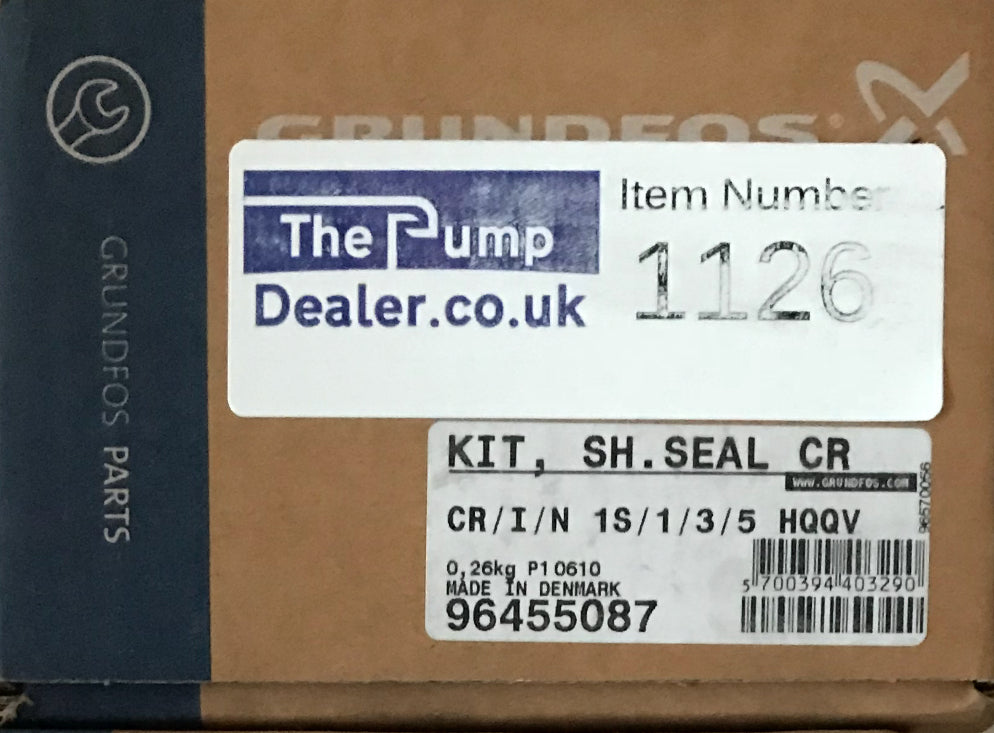 GRUNDFOS
The Pump
Dealer.co.uk
Item Number
1126
GRUNDFOS PARTS
KIT, SH.SEAL CR
www.GRUNDFOS.COM
96570056
CR/I/N 1S/1/3/5 HQQV
0,26kg P1 0610
MADE IN DENMARK
96455087
5 700394 403290